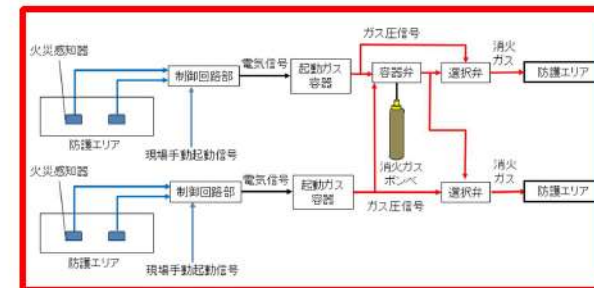 ガス圧信号
火災感知器
電気信号
消火
ガス
制御回路部
起動ガス
容器
容器弁
選択弁
防護エリア
防護エリア
現場手動起動信号
消火ガス
ボンベ
火災感知器
電気信号
消火
ガス
制御回路部
起動ガス
容器
ガス圧信号
選択弁
防護エリア
防護エリア
現場手動起動信号